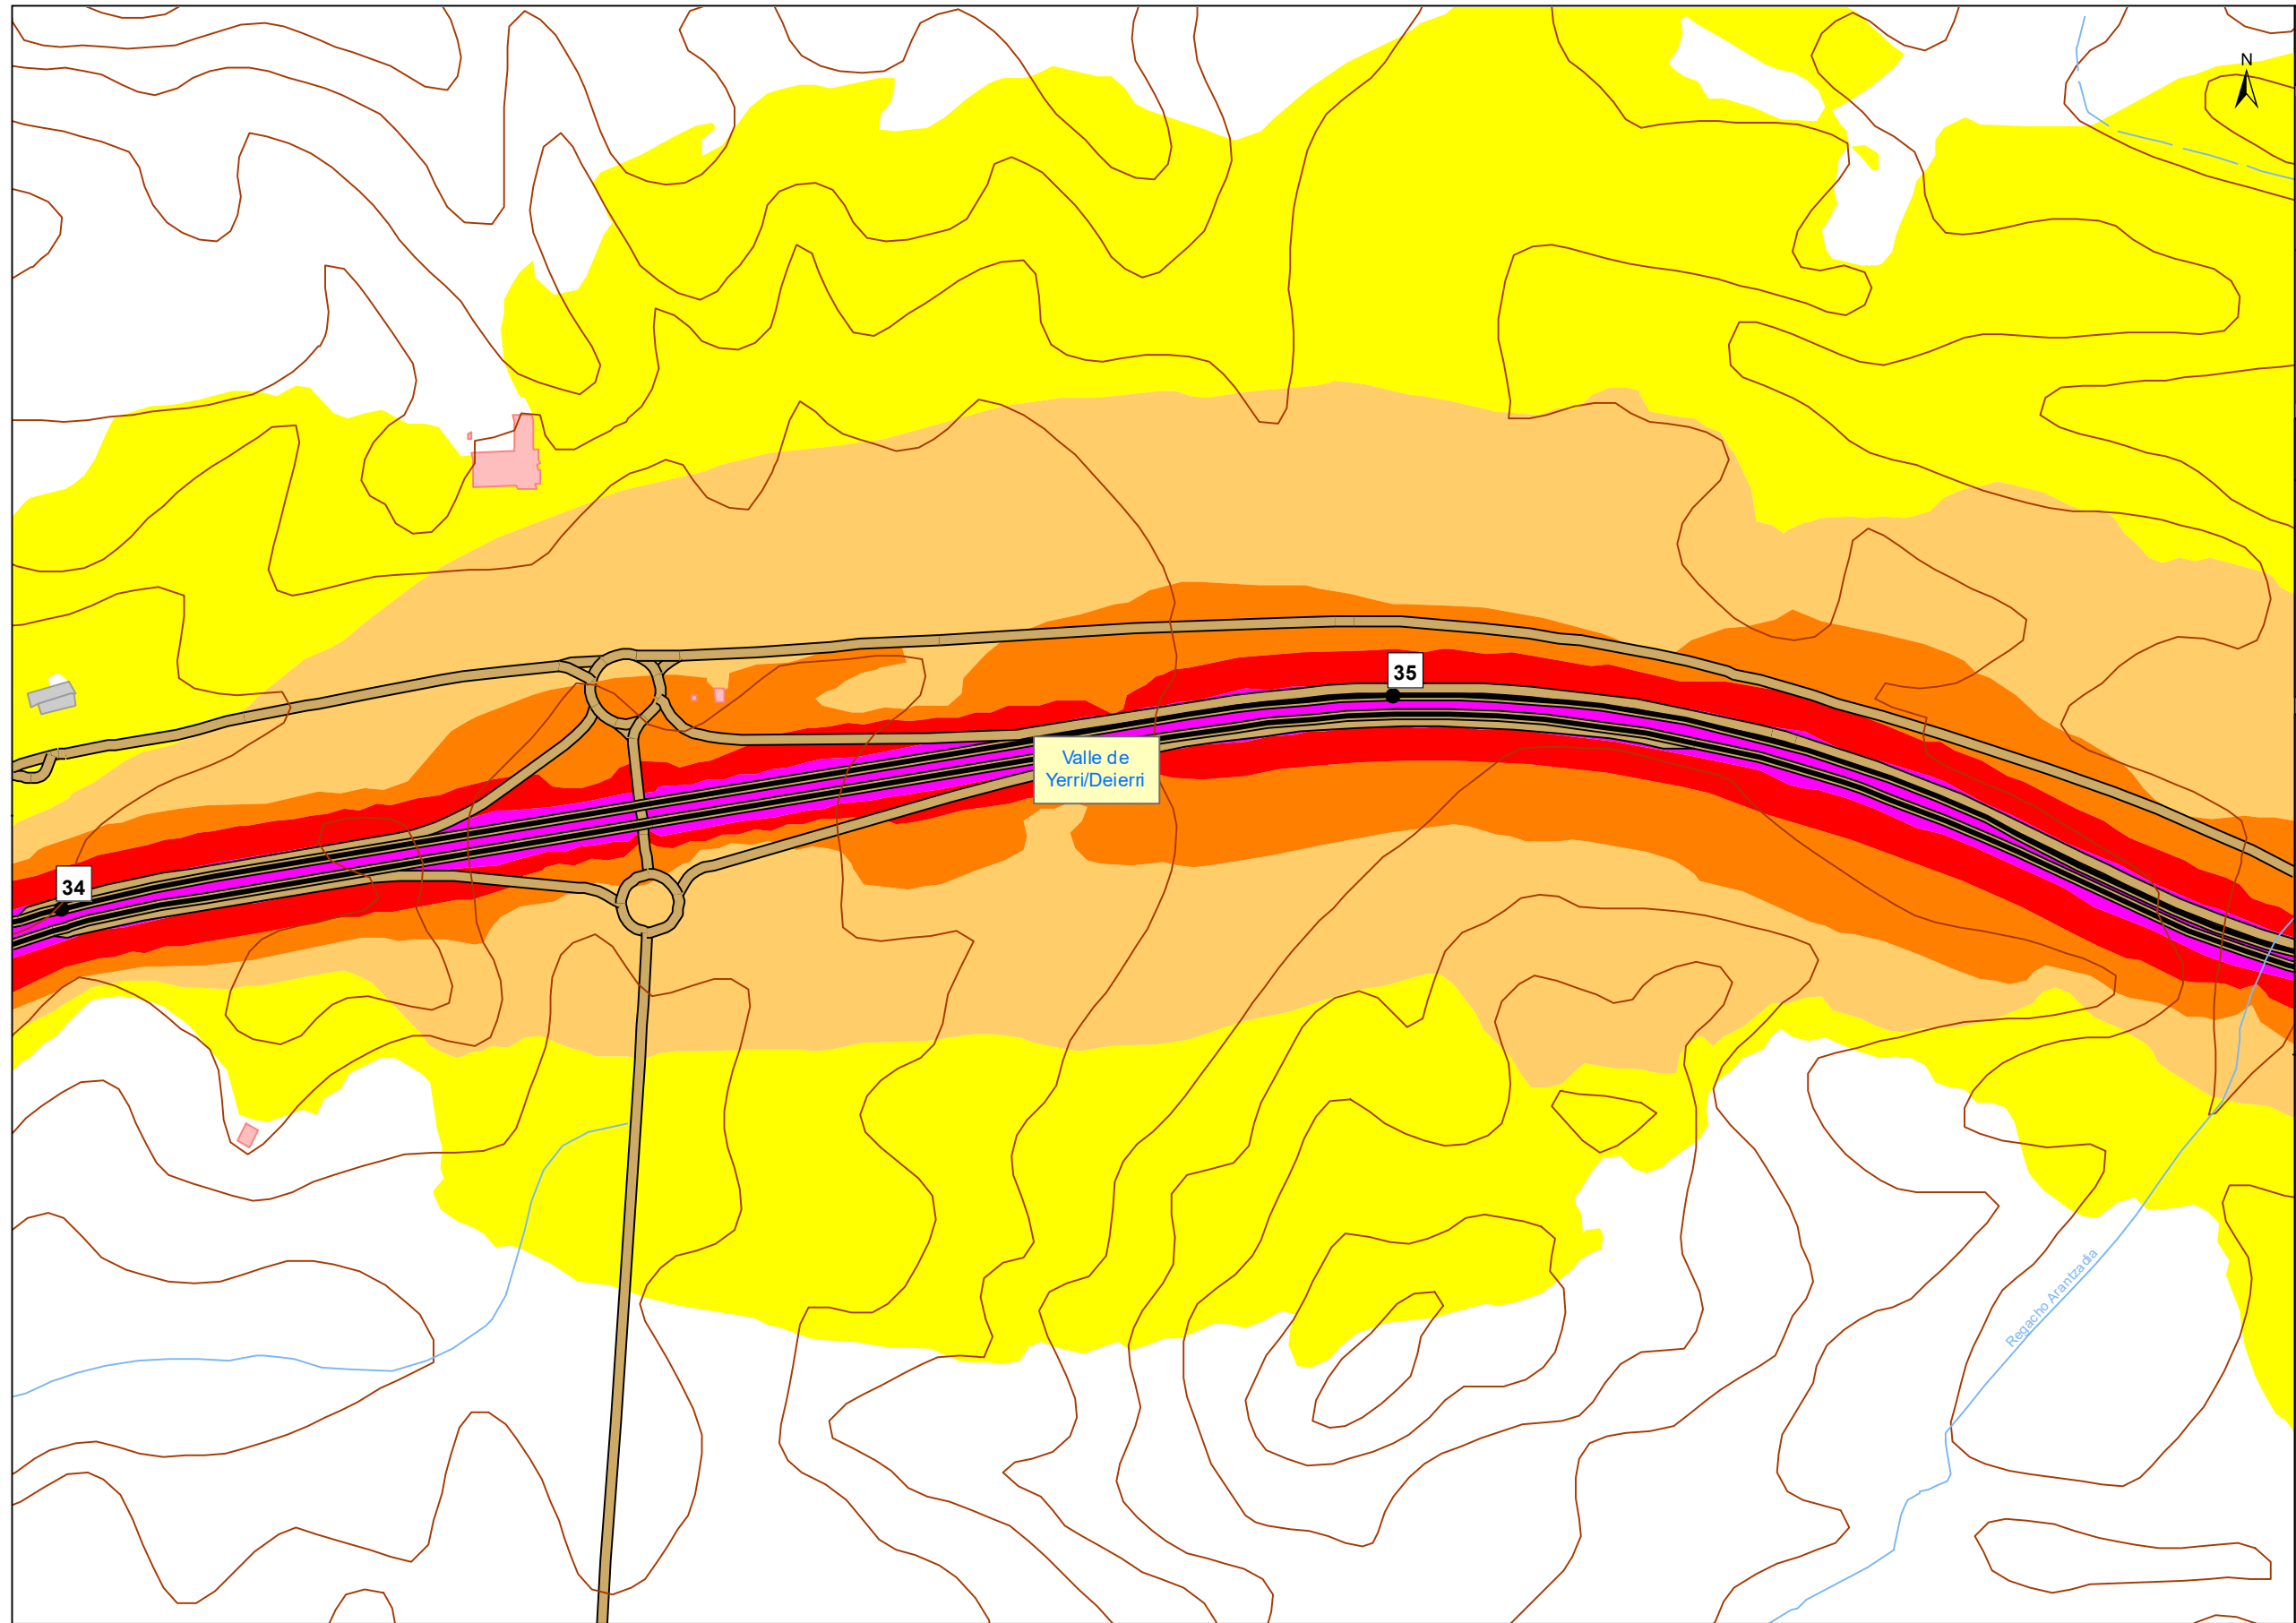 N
35
Valle de
Yerri/Deierri
34
Regacho Arantzadia